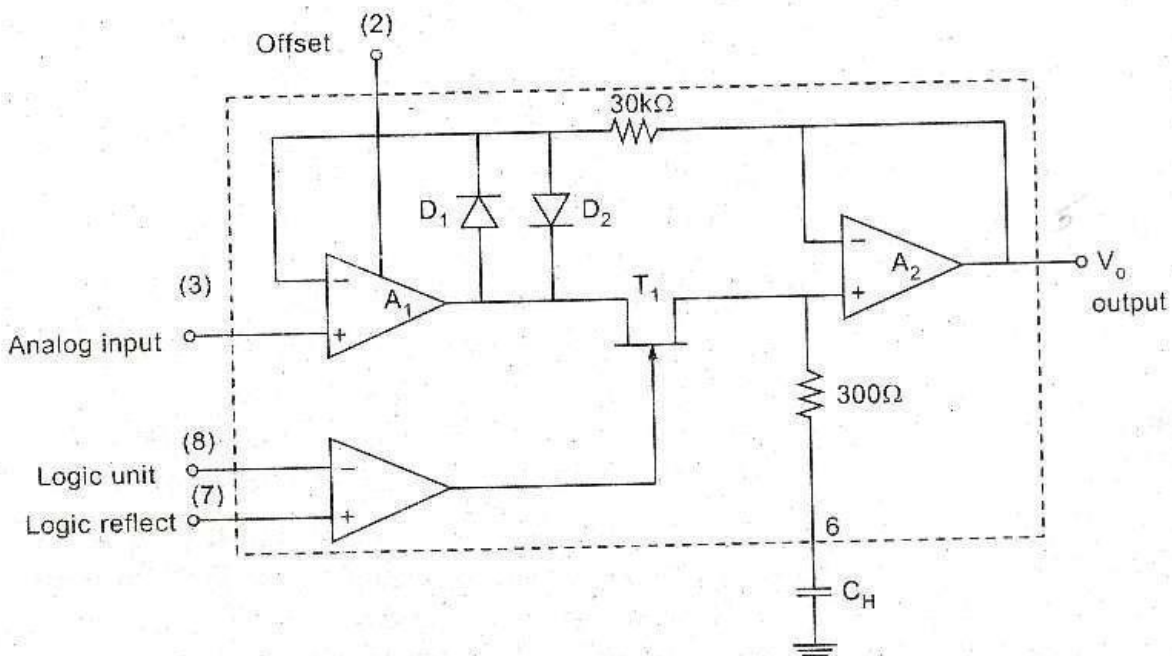 (2)
Offset
30kΩ
D1
D2
(3)
A1
T1
A2
Vo
output
Analog input
300Ω
(8)
Logic unit
(7)
Logic reflect
6
CH
-
+
-
+
-
+